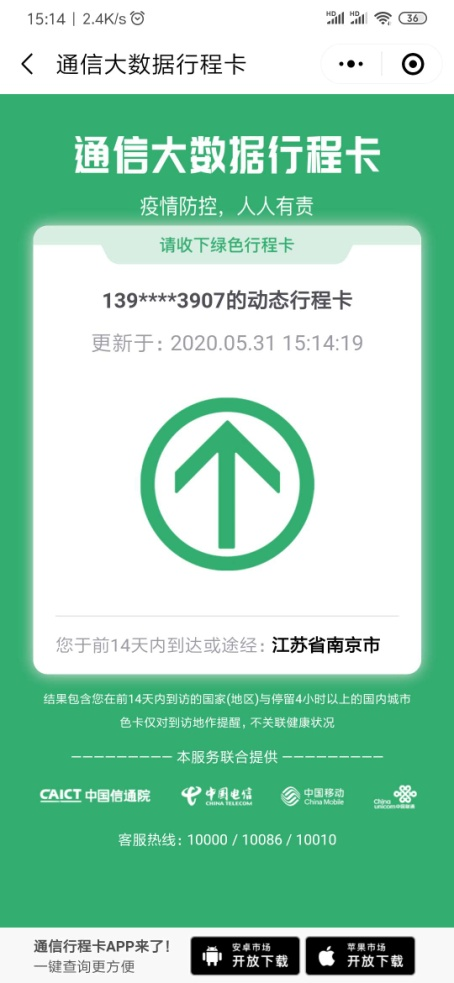 15:14 | 2.4K/s
HD HD 36
通信大数据行程卡
通信大数据行程卡
疫情防控，人人有责
请收下绿色行程卡
139****3907的动态行程卡
更新于: 2020.05.31 15:14:19
您于前14天内到达或途经: 江苏省南京市
结果包含您在前14天内到访的国家(地区)与停留4小时以上的国内城市
色卡仅对到访地作提醒，不关联健康状况
—————————— 本服务联合提供 ——————————
CAICT 中国信通院 中国电信 CHINA TELECOM 中国移动 China Mobile China unicom中国联通
客服热线: 10000 / 10086 / 10010
通信行程卡APP来了!
一键查询更方便
安卓市场
开放下载
苹果市场
开放下载